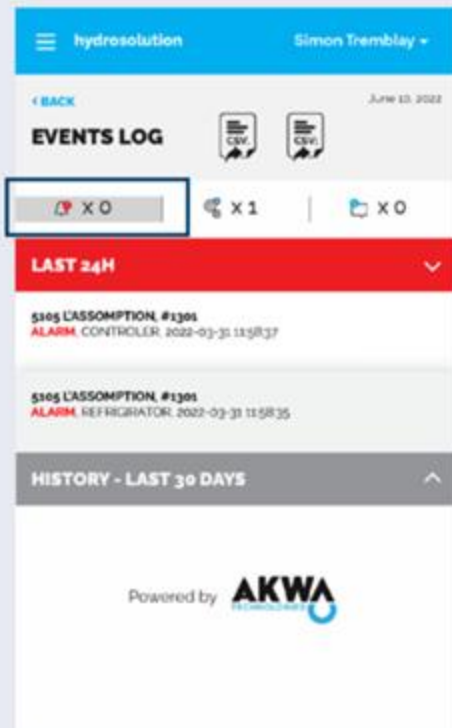 hydrosolution
Simon Tremblay
< BACK
June 10, 2022
EVENTS LOG
CSV.
CSV.
X 0
X 1
X 0
LAST 24H
5105 L'ASSOMPTION, #1301
ALARM, CONTROLER, 2022-03-31 11:58:37
5105 L'ASSOMPTION, #1301
ALARM, REFRIGIRATOR, 2022-03-31 11:58:35
HISTORY - LAST 30 DAYS
Powered by AKWA
TECHNOLOGIES